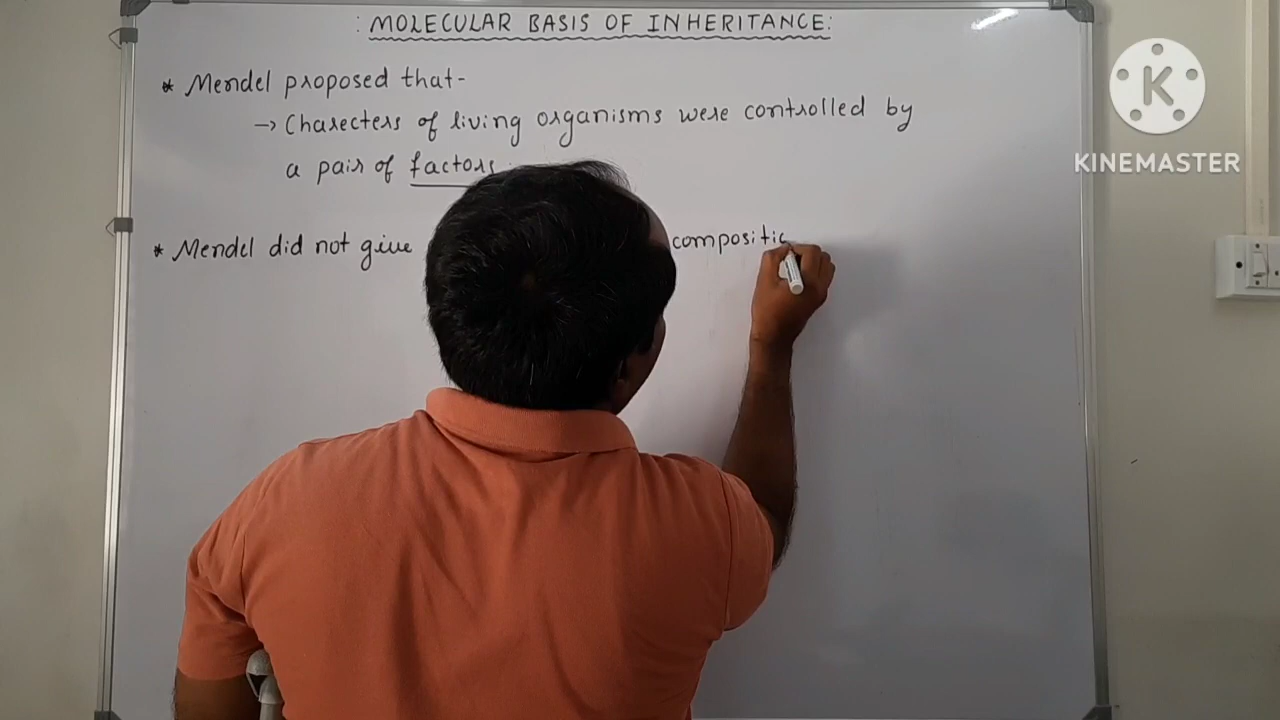 : MOLECULAR BASIS OF INHERITANCE:
* Mendel proposed that-
→ Charecters of living organisms were controlled by
a pair of factors
* Mendel did not give compositio
K
KINEMASTER